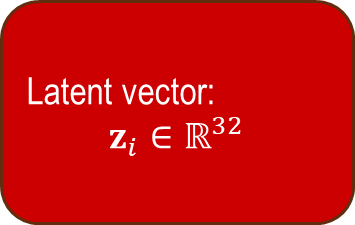 Latent vector:
𝐳ᵢ ∈ ℝ³²